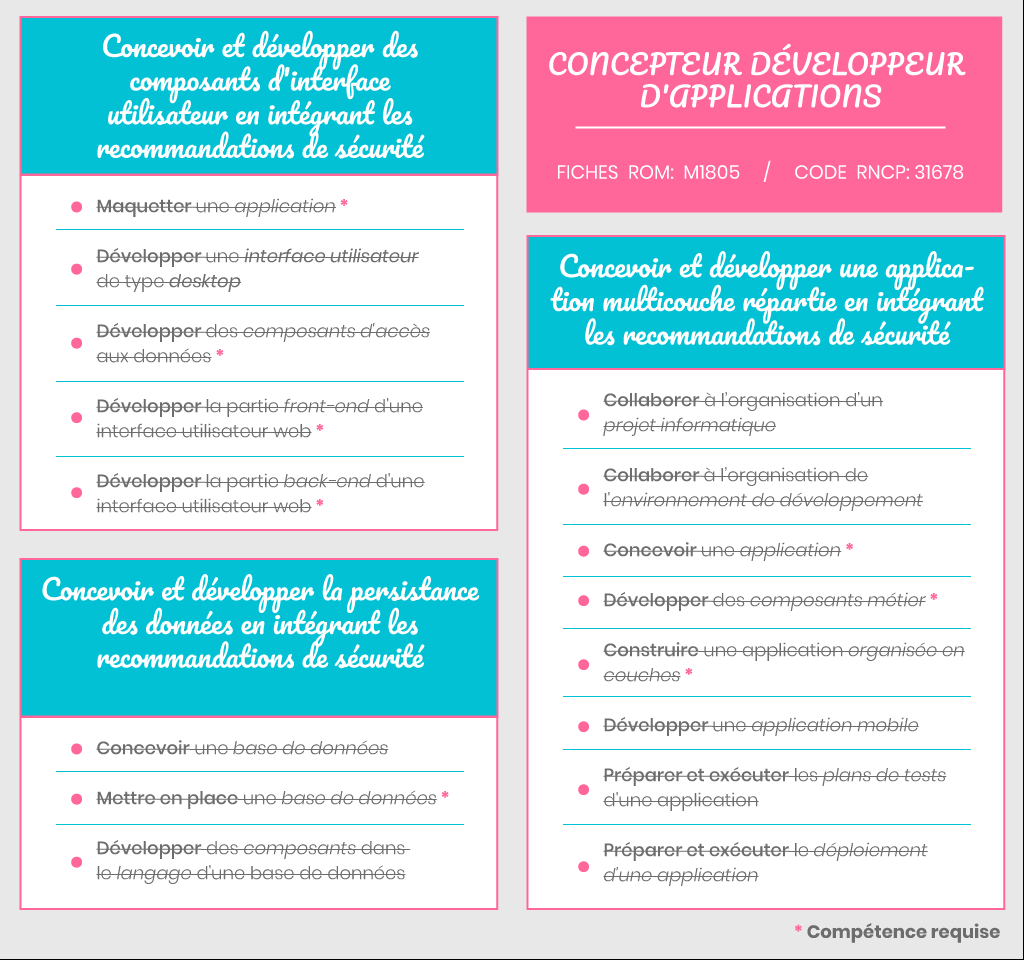 Concevoir et développer des
composants d'interface
utilisateur en intégrant les
recommandations de sécurité
Maquetter une application *
Développer une interface utilisateur
de type desktop
Développer des composants d'accès
aux données *
Développer la partie front-end d'une
interface utilisateur web *
Développer la partie back-end d'une
interface utilisateur web *
Concevoir et développer la persistance
des données en intégrant les
recommandations de sécurité
Concevoir une base de données
Mettre en place une base de données *
Développer des composants dans
le langage d'une base de données
CONCEPTEUR DÉVELOPPEUR
D'APPLICATIONS
FICHES ROM: M1805 / CODE RNCP: 31678
Concevoir et développer une applica-
tion multicouche répartie en intégrant
les recommandations de sécurité
Collaborer à l'organisation d'un
projet informatique
Collaborer à l'organisation de
l'environnement de développement
Concevoir une application *
Développer des composants métier *
Construire une application organisée en
couches *
Développer une application mobile
Préparer et exécuter les plans de tests
d'une application
Préparer et exécuter le déploiement
d'une application
* Compétence requise